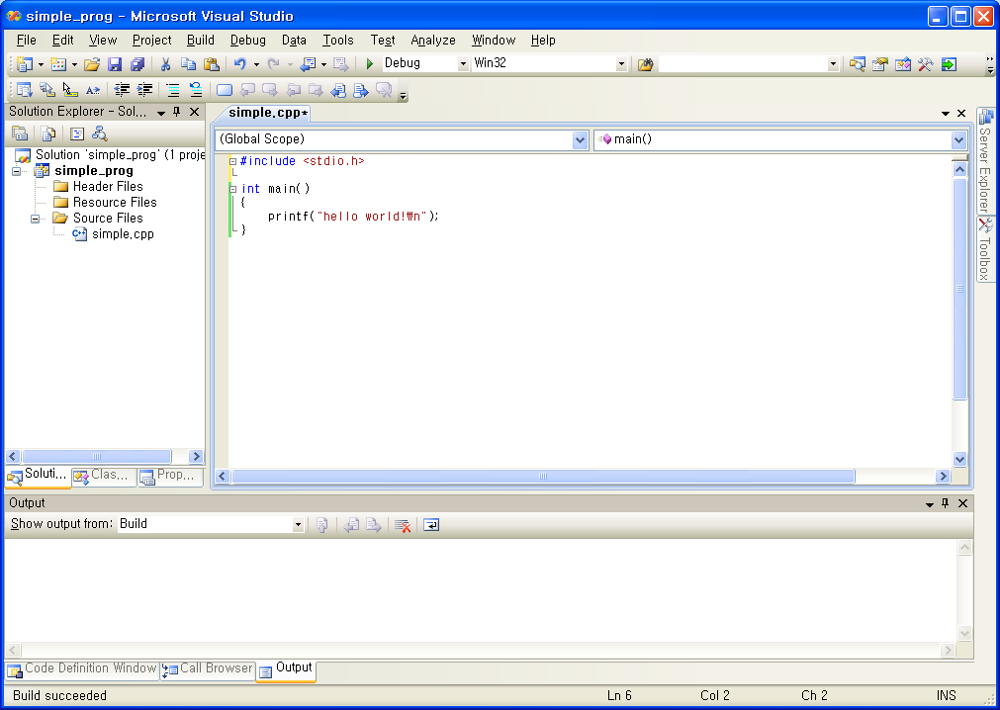 simple_prog - Microsoft Visual Studio
File Edit View Project Build Debug Data Tools Test Analyze Window Help
Debug Win32
Solution Explorer - Sol...
simple.cpp*
(Global Scope) main()
Solution 'simple_prog' (1 proje
simple_prog
Header Files
Resource Files
Source Files
simple.cpp
#include <stdio.h>
int main()
{
printf("hello world!₩n");
}
Server Explorer
Toolbox
Soluti... Clas... Prop...
Output
Show output from: Build
Code Definition Window Call Browser Output
Build succeeded Ln 6 Col 2 Ch 2 INS